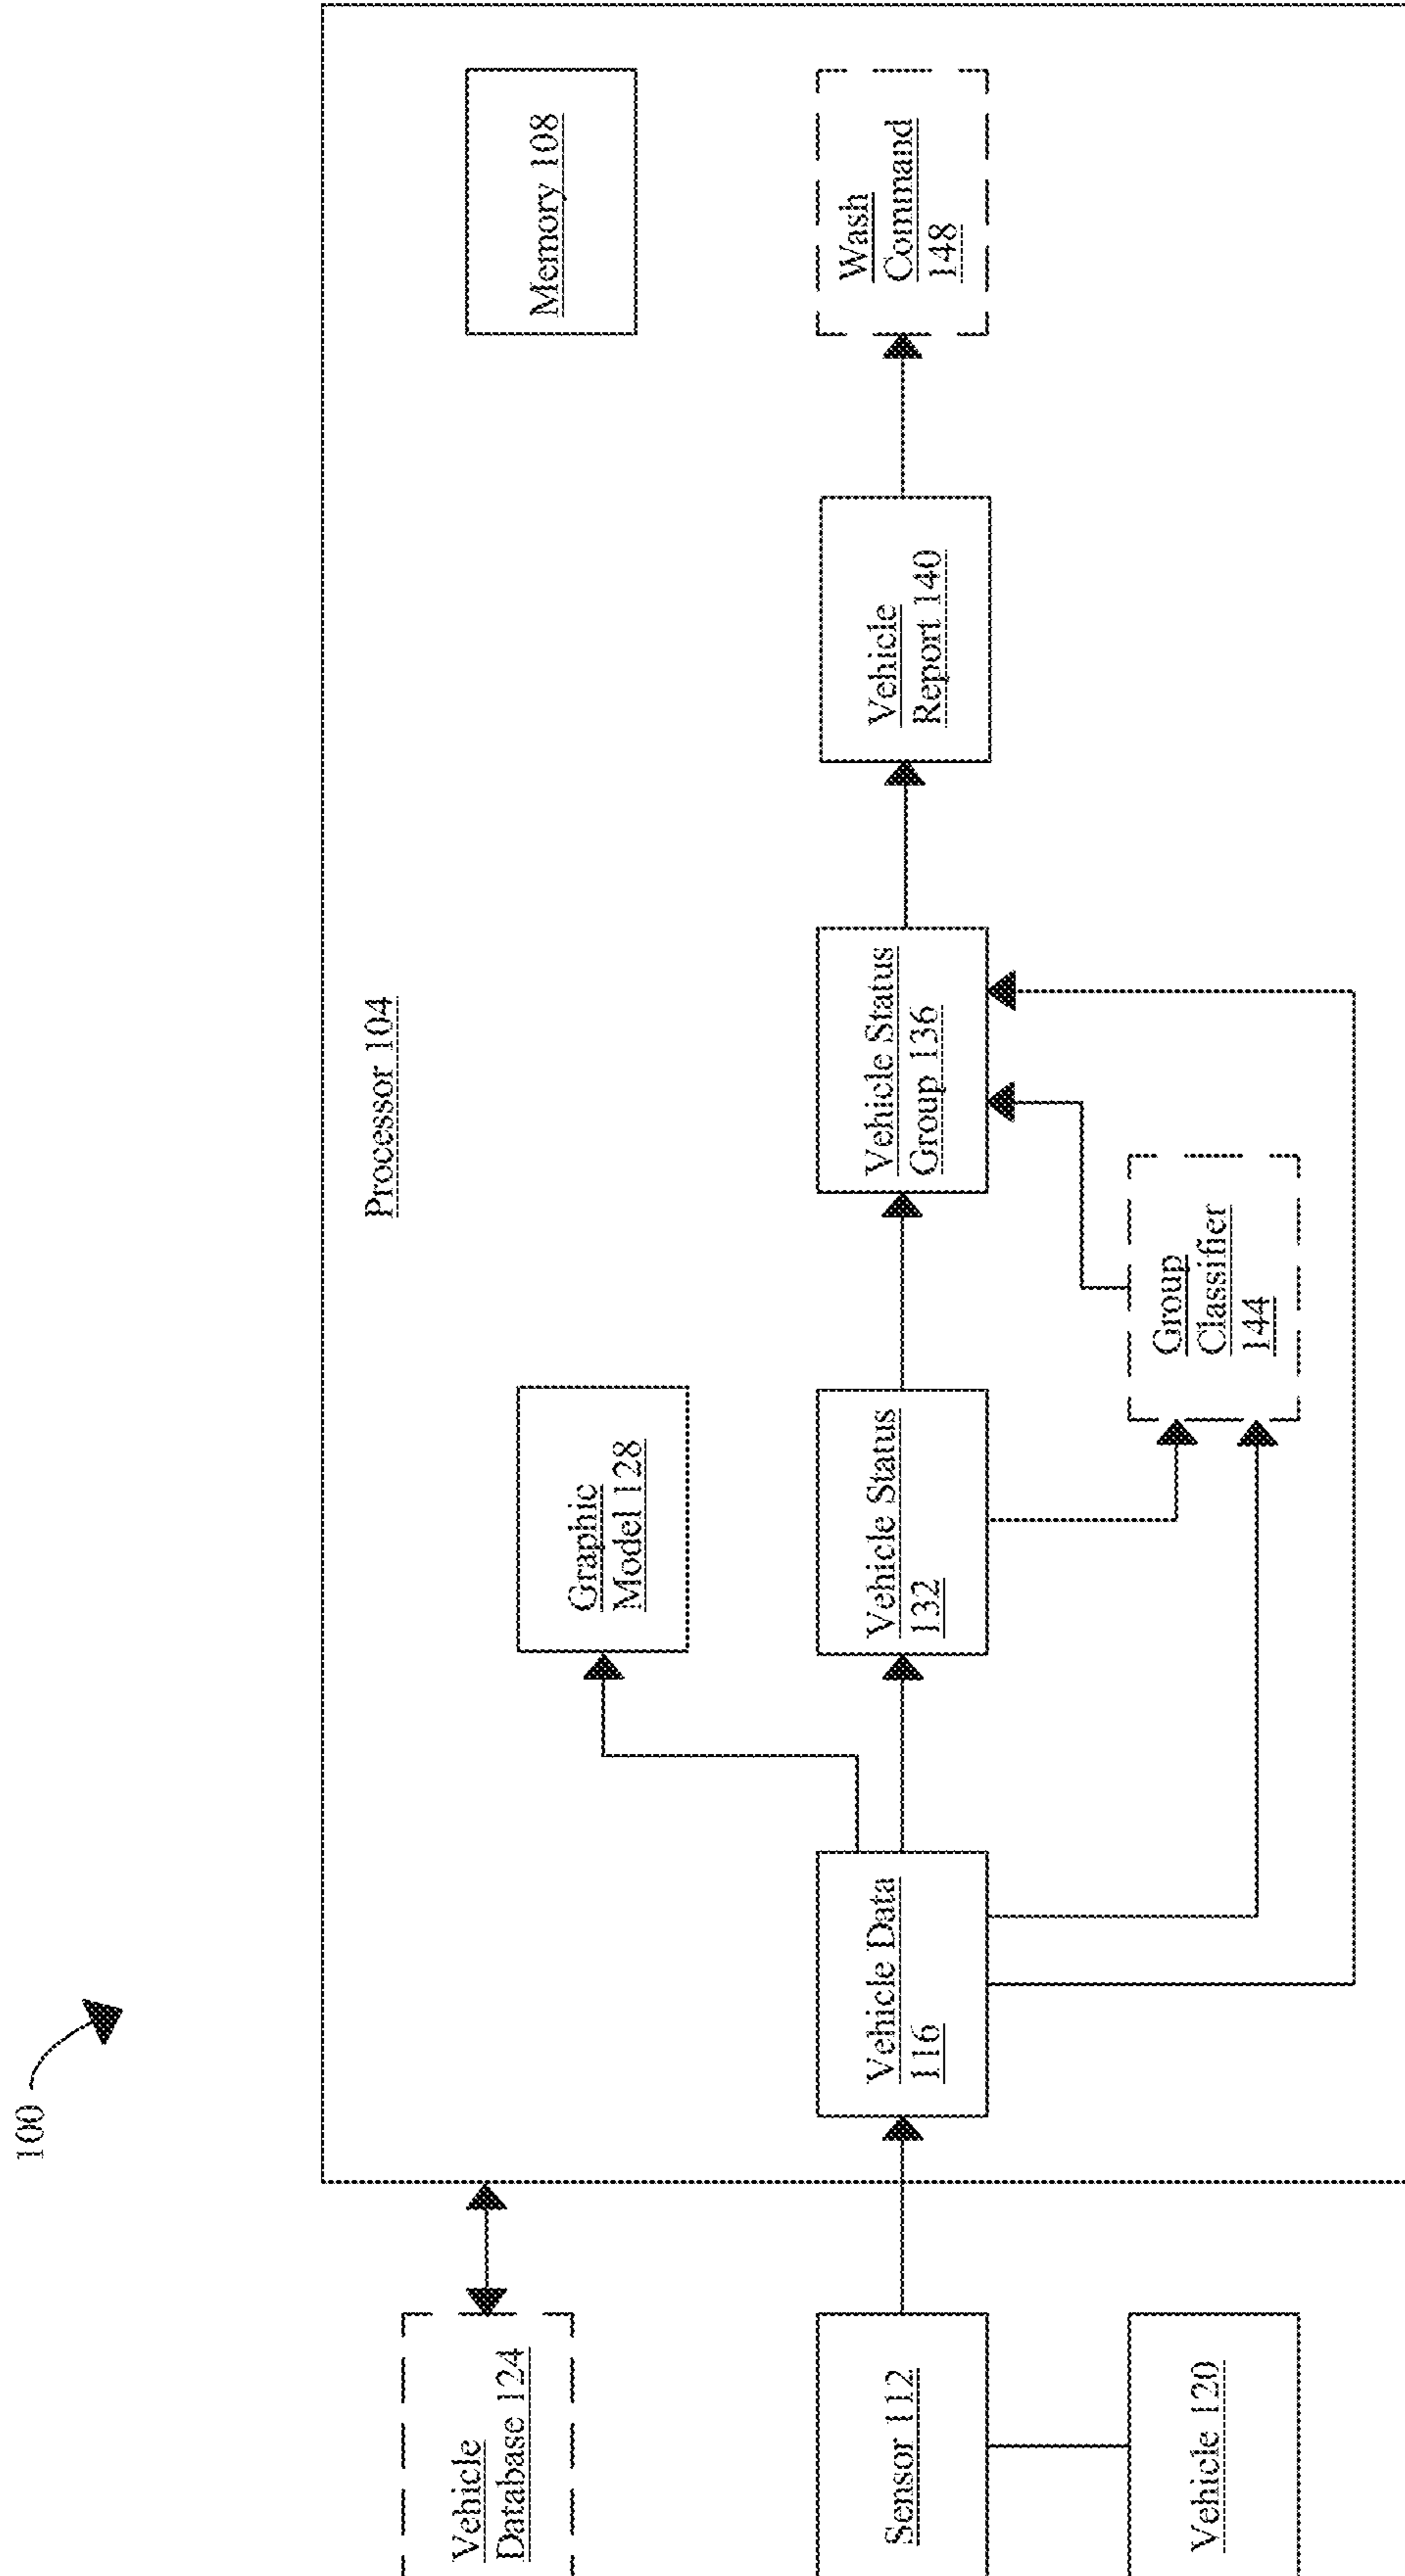 100
Processor 104
Vehicle
Database 124
Memory 108
Graphic
Model 128
Sensor 112
Vehicle Data
116
Vehicle Status
132
Vehicle Status
Group 136
Vehicle
Report 140
Wash
Command
148
Vehicle 120
Group
Classifier
144